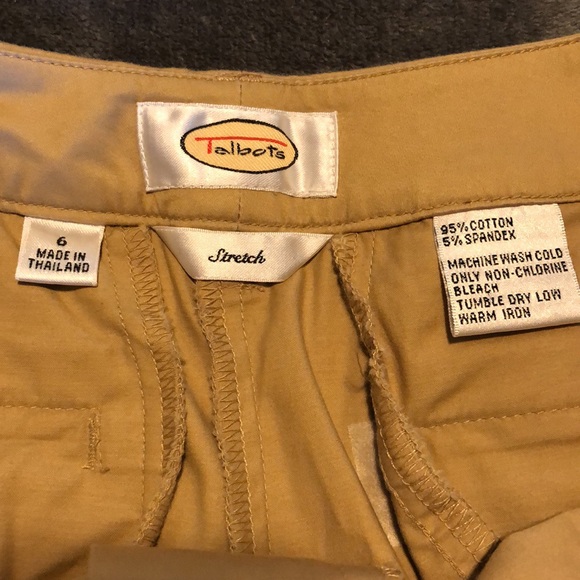 Talbots
6
MADE IN
THAILAND
Stretch
95% COTTON
5% SPANDEX
MACHINE WASH COLD
ONLY NON-CHLORINE
BLEACH
TUMBLE DRY LOW
WARM IRON